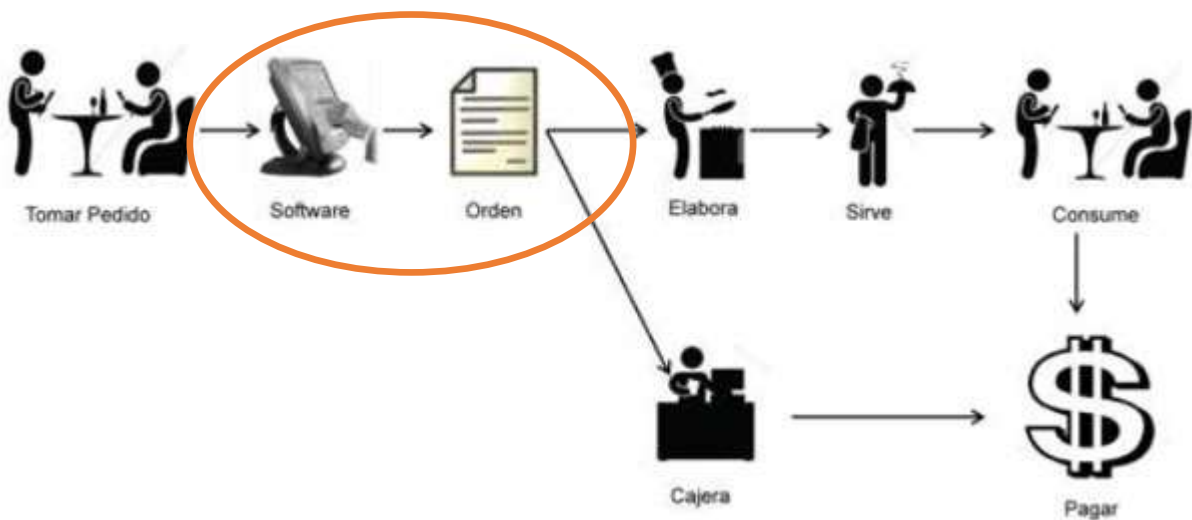 Tomar Pedido
Software
Orden
Elabora
Sirve
Consume
Cajera
Pagar